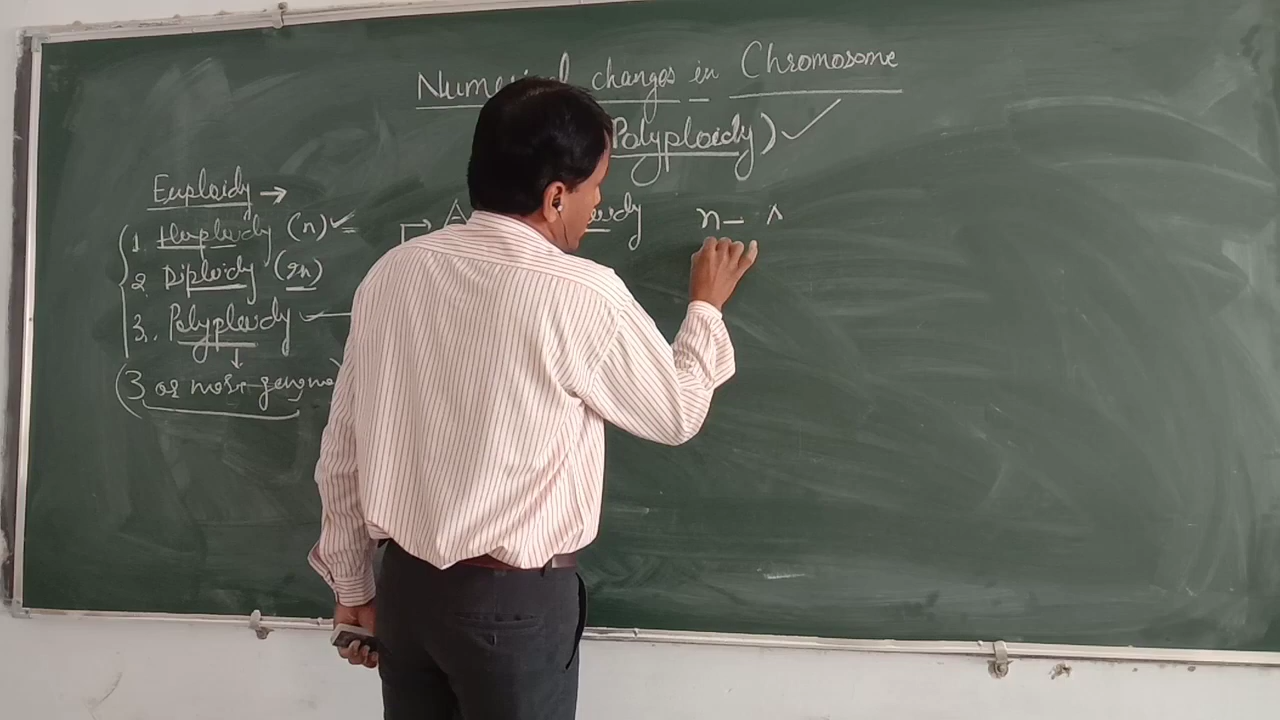 Numerical changes in Chromosome
Polyploidy) ✓
Euploidy →
1. Haploidy (n) ✓ =
2. Diploidy (2n)
3. Polyploidy
↓
(3 or more genome
n –